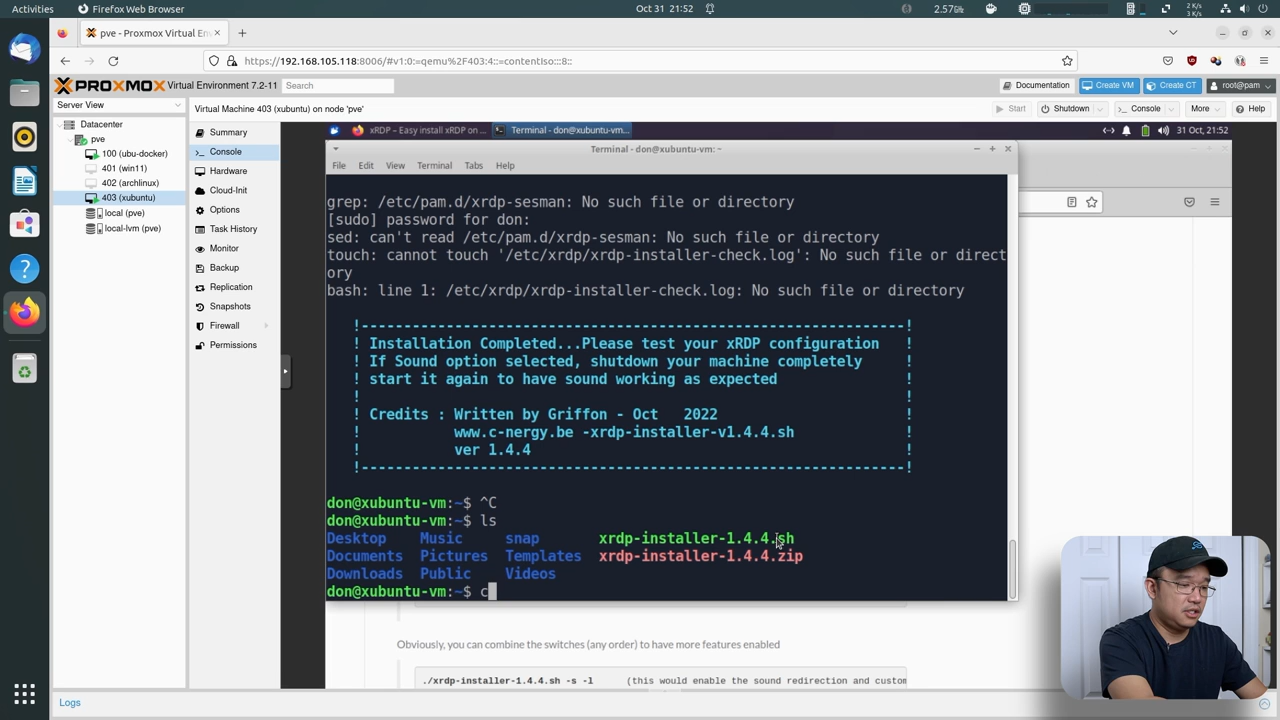 Activities
Firefox Web Browser
Oct 31 21:52
2.57%
pve - Proxmox Virtual En
https://192.168.105.118:8006/#v1:0:=qemu%2F403:4::=contentIso:::8::
PROXMOX Virtual Environment 7.2-11
Search
Documentation
Create VM
Create CT
root@pam
Server View
Virtual Machine 403 (xubuntu) on node 'pve'
Start
Shutdown
Console
More
Help
Datacenter
pve
100 (ubu-docker)
401 (win11)
402 (archlinux)
403 (xubuntu)
local (pve)
local-lvm (pve)
Summary
Console
Hardware
Cloud-Init
Options
Task History
Monitor
Backup
Replication
Snapshots
Firewall
Permissions
xRDP – Easy install xRDP on ...
Terminal - don@xubuntu-vm...
31 Oct, 21:52
Terminal - don@xubuntu-vm: ~
File Edit View Terminal Tabs Help
grep: /etc/pam.d/xrdp-sesman: No such file or directory
[sudo] password for don:
sed: can't read /etc/pam.d/xrdp-sesman: No such file or directory
touch: cannot touch '/etc/xrdp/xrdp-installer-check.log': No such file or direct
ory
bash: line 1: /etc/xrdp/xrdp-installer-check.log: No such file or directory
!-----------------------------------------------------------------!
! Installation Completed...Please test your xRDP configuration !
! If Sound option selected, shutdown your machine completely !
! start it again to have sound working as expected !
! !
! Credits : Written by Griffon - Oct 2022 !
! www.c-nergy.be -xrdp-installer-v1.4.4.sh !
! ver 1.4.4 !
!-----------------------------------------------------------------!
don@xubuntu-vm:~$ ^C
don@xubuntu-vm:~$ ls
Desktop Music snap xrdp-installer-1.4.4.sh
Documents Pictures Templates xrdp-installer-1.4.4.zip
Downloads Public Videos
don@xubuntu-vm:~$ c
Obviously, you can combine the switches (any order) to have more features enabled
./xrdp-installer-1.4.4.sh -s -l (this would enable the sound redirection and custom
Logs